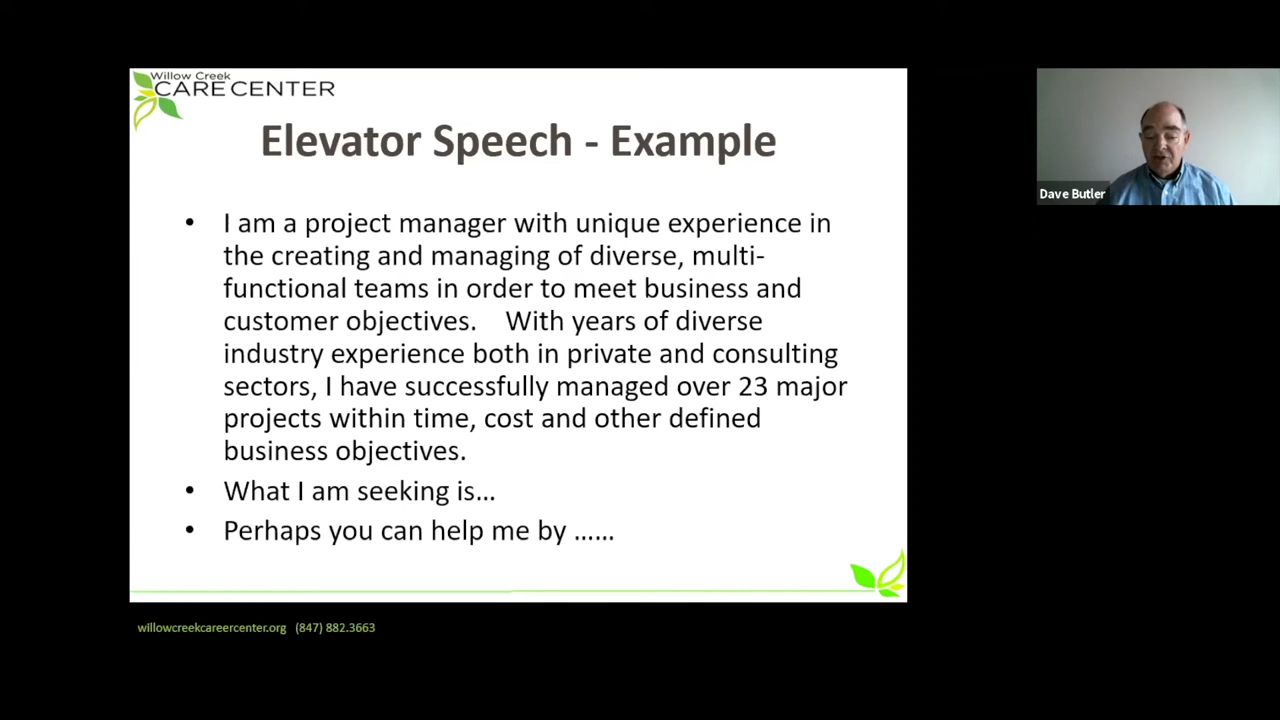 Willow Creek
CARE CENTER
Elevator Speech - Example
• I am a project manager with unique experience in
the creating and managing of diverse, multi-
functional teams in order to meet business and
customer objectives. With years of diverse
industry experience both in private and consulting
sectors, I have successfully managed over 23 major
projects within time, cost and other defined
business objectives.
• What I am seeking is…
• Perhaps you can help me by ……
willowcreekcareercenter.org (847) 882.3663
Dave Butler